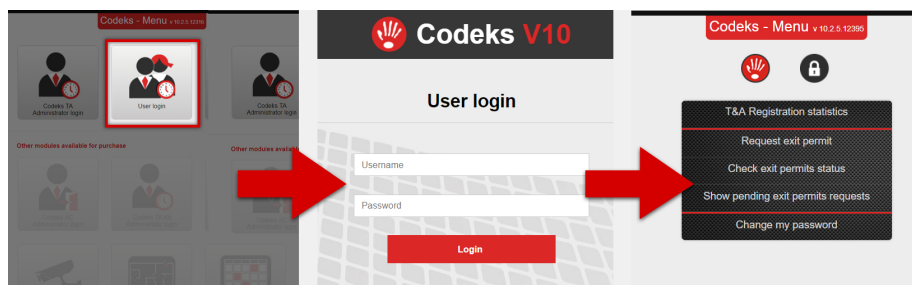 Codeks - Menu v 10.2.5.12395
Codeks TA
Administrator login
User login
Codeks TA
Administrator login
Other modules available for purchase
Other modules available
Codeks V10
User login
Username
Password
Login
Codeks - Menu v 10.2.5.12395
T&A Registration statistics
Request exit permit
Check exit permits status
Show pending exit permits requests
Change my password